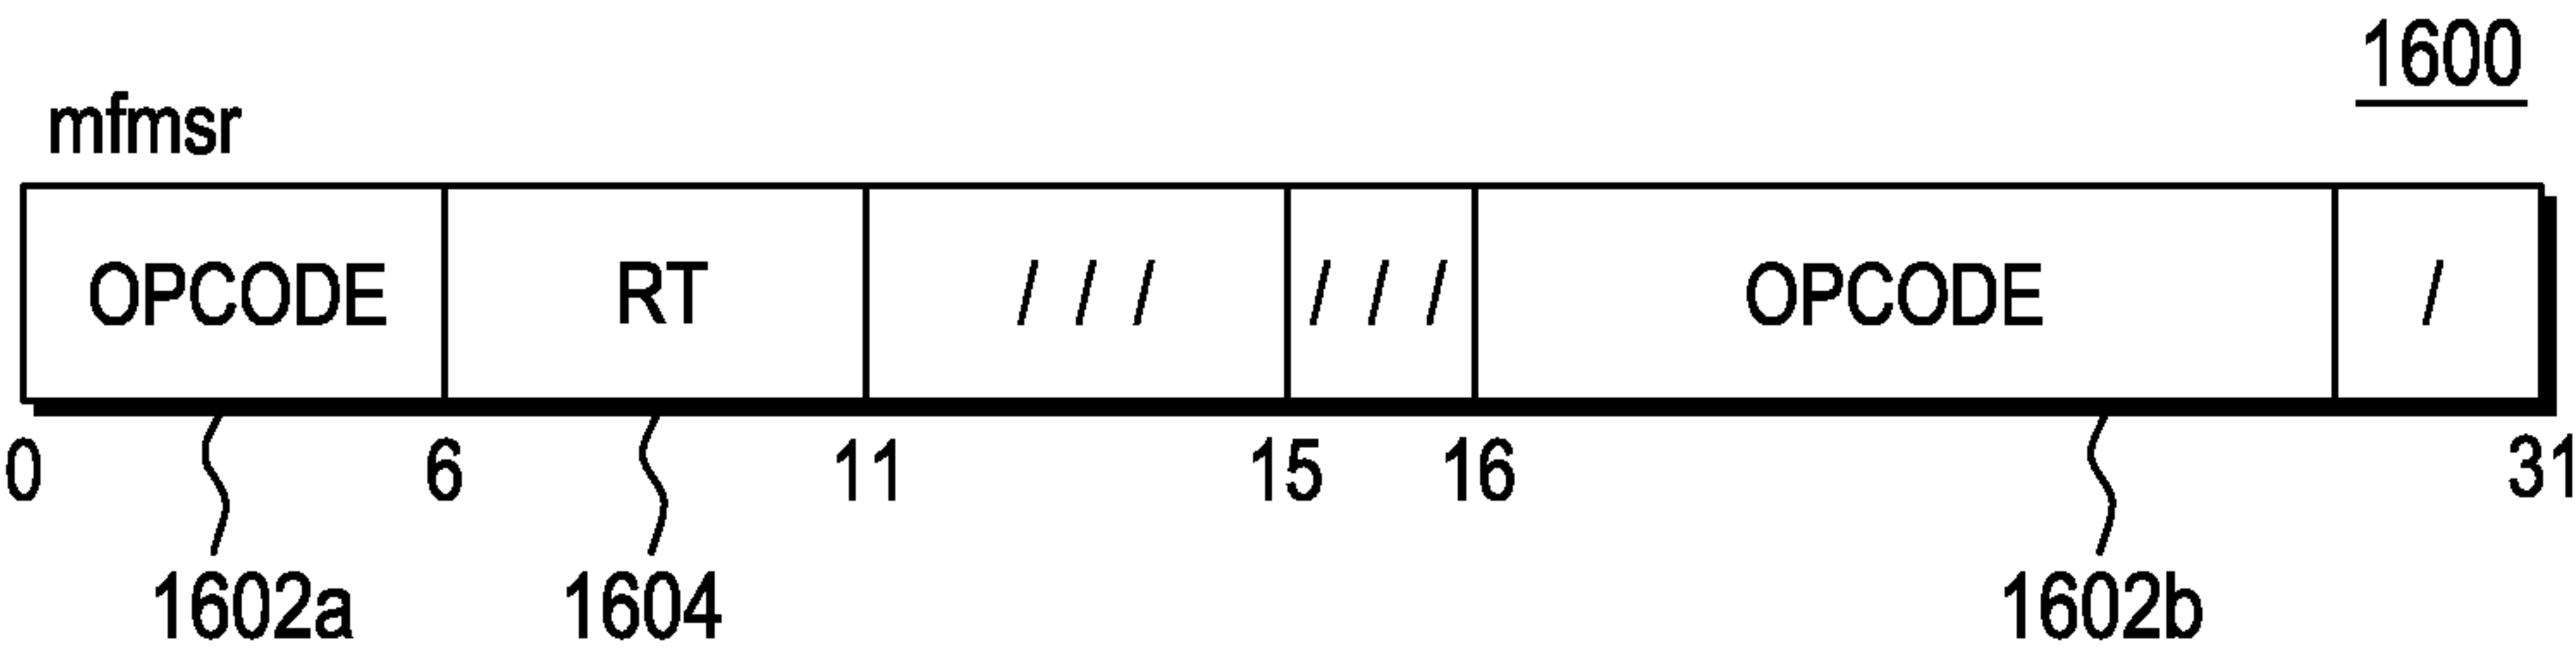 1600
mfmsr
OPCODE RT / / / / / / OPCODE /
0 6 11 15 16 31
1602a 1604 1602b